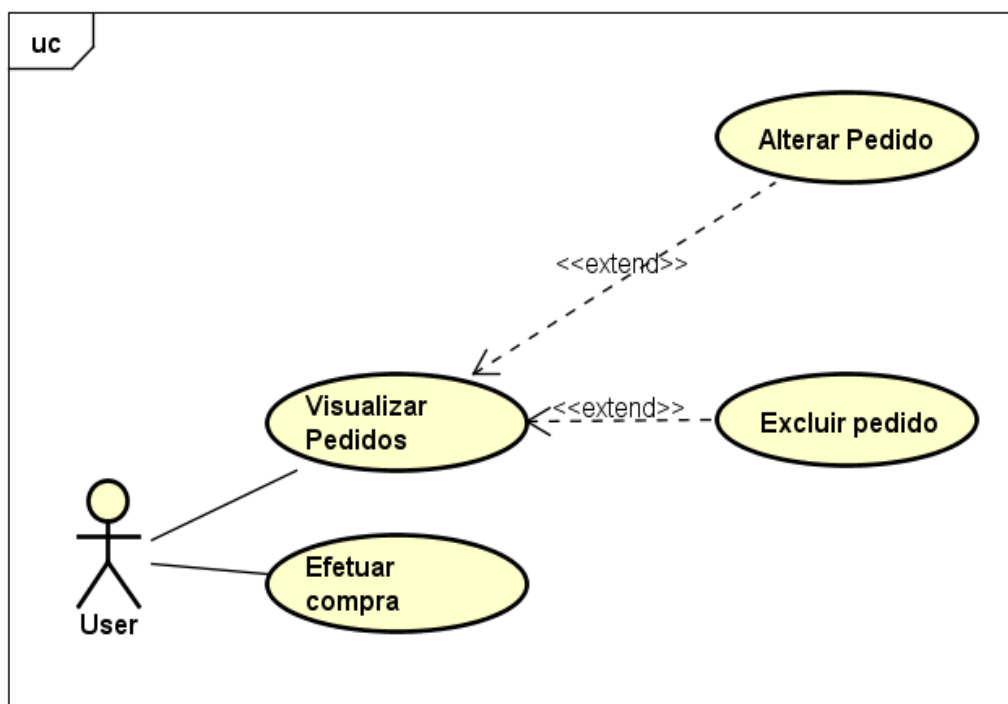 uc
Alterar Pedido
<<extend>>
Visualizar
Pedidos
<<extend>>
Excluir pedido
Efetuar
compra
User